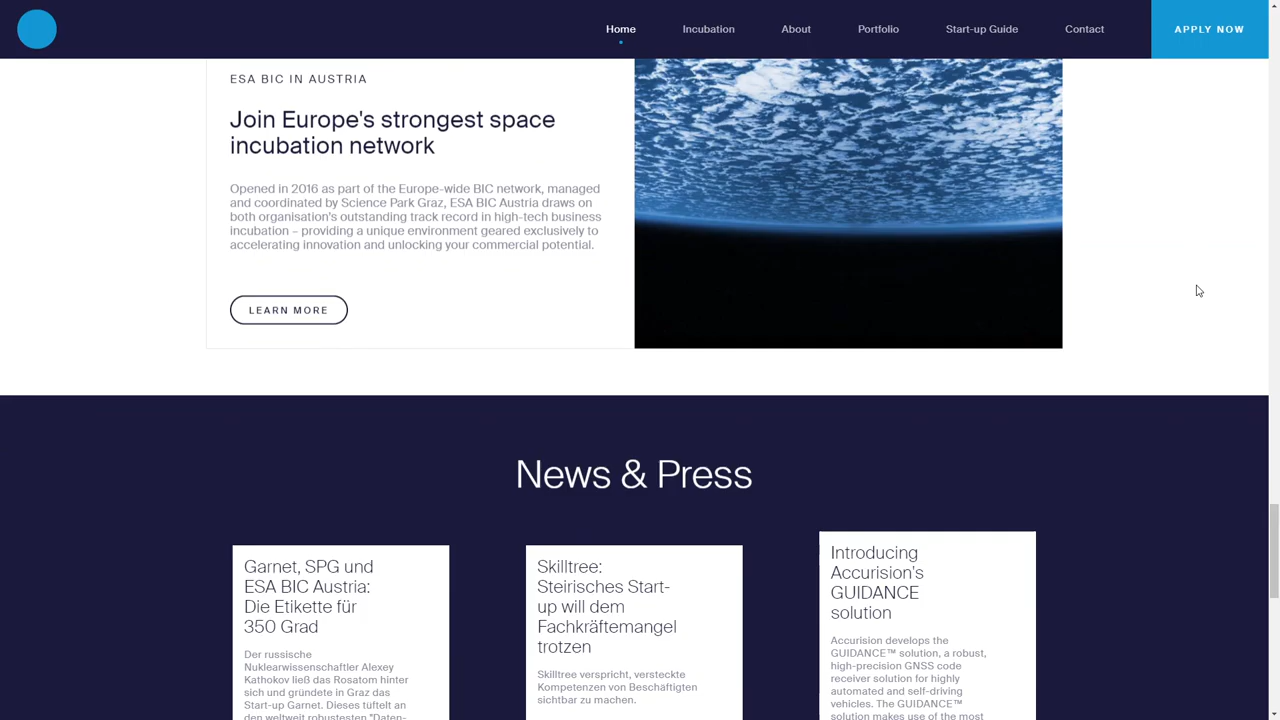 Home Incubation About Portfolio Start-up Guide Contact APPLY NOW
ESA BIC IN AUSTRIA
Join Europe's strongest space
incubation network
Opened in 2016 as part of the Europe-wide BIC network, managed
and coordinated by Science Park Graz, ESA BIC Austria draws on
both organisation's outstanding track record in high-tech business
incubation – providing a unique environment geared exclusively to
accelerating innovation and unlocking your commercial potential.
LEARN MORE
News & Press
Garnet, SPG und
ESA BIC Austria:
Die Etikette für
350 Grad
Der russische
Nuklearwissenschaftler Alexey
Kathokov ließ das Rosatom hinter
sich und gründete in Graz das
Start-up Garnet. Dieses tüftelt an
den weltweit robustesten "Daten-
Skilltree:
Steirisches Start-
up will dem
Fachkräftemangel
trotzen
Skilltree verspricht, versteckte
Kompetenzen von Beschäftigten
sichtbar zu machen.
Introducing
Accurision's
GUIDANCE
solution
Accurision develops the
GUIDANCE™ solution, a robust,
high-precision GNSS code
receiver solution for highly
automated and self-driving
vehicles. The GUIDANCE™
solution makes use of the most